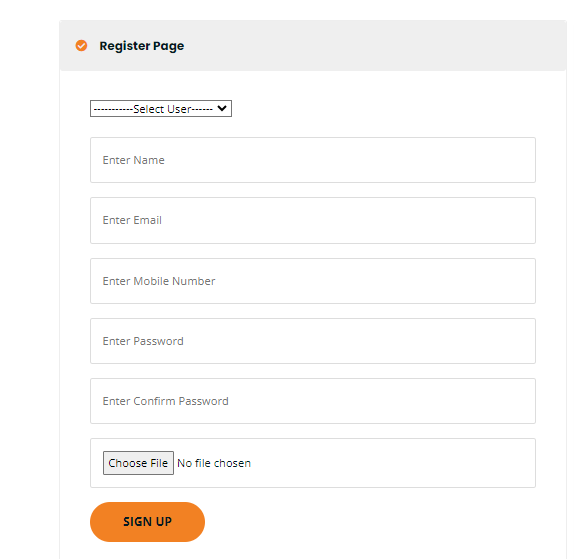 Register Page
-----------Select User------
Enter Name
Enter Email
Enter Mobile Number
Enter Password
Enter Confirm Password
Choose File No file chosen
SIGN UP